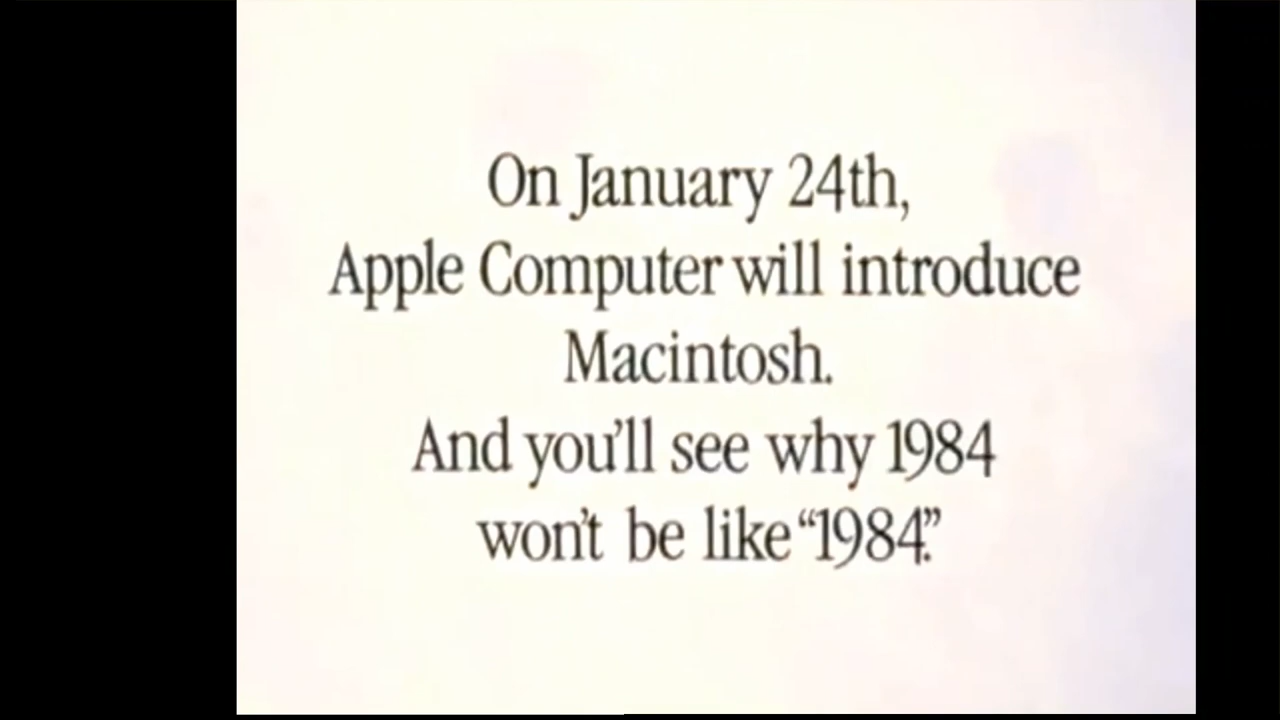 On January 24th,
Apple Computer will introduce
Macintosh.
And you'll see why 1984
won't be like “1984.”